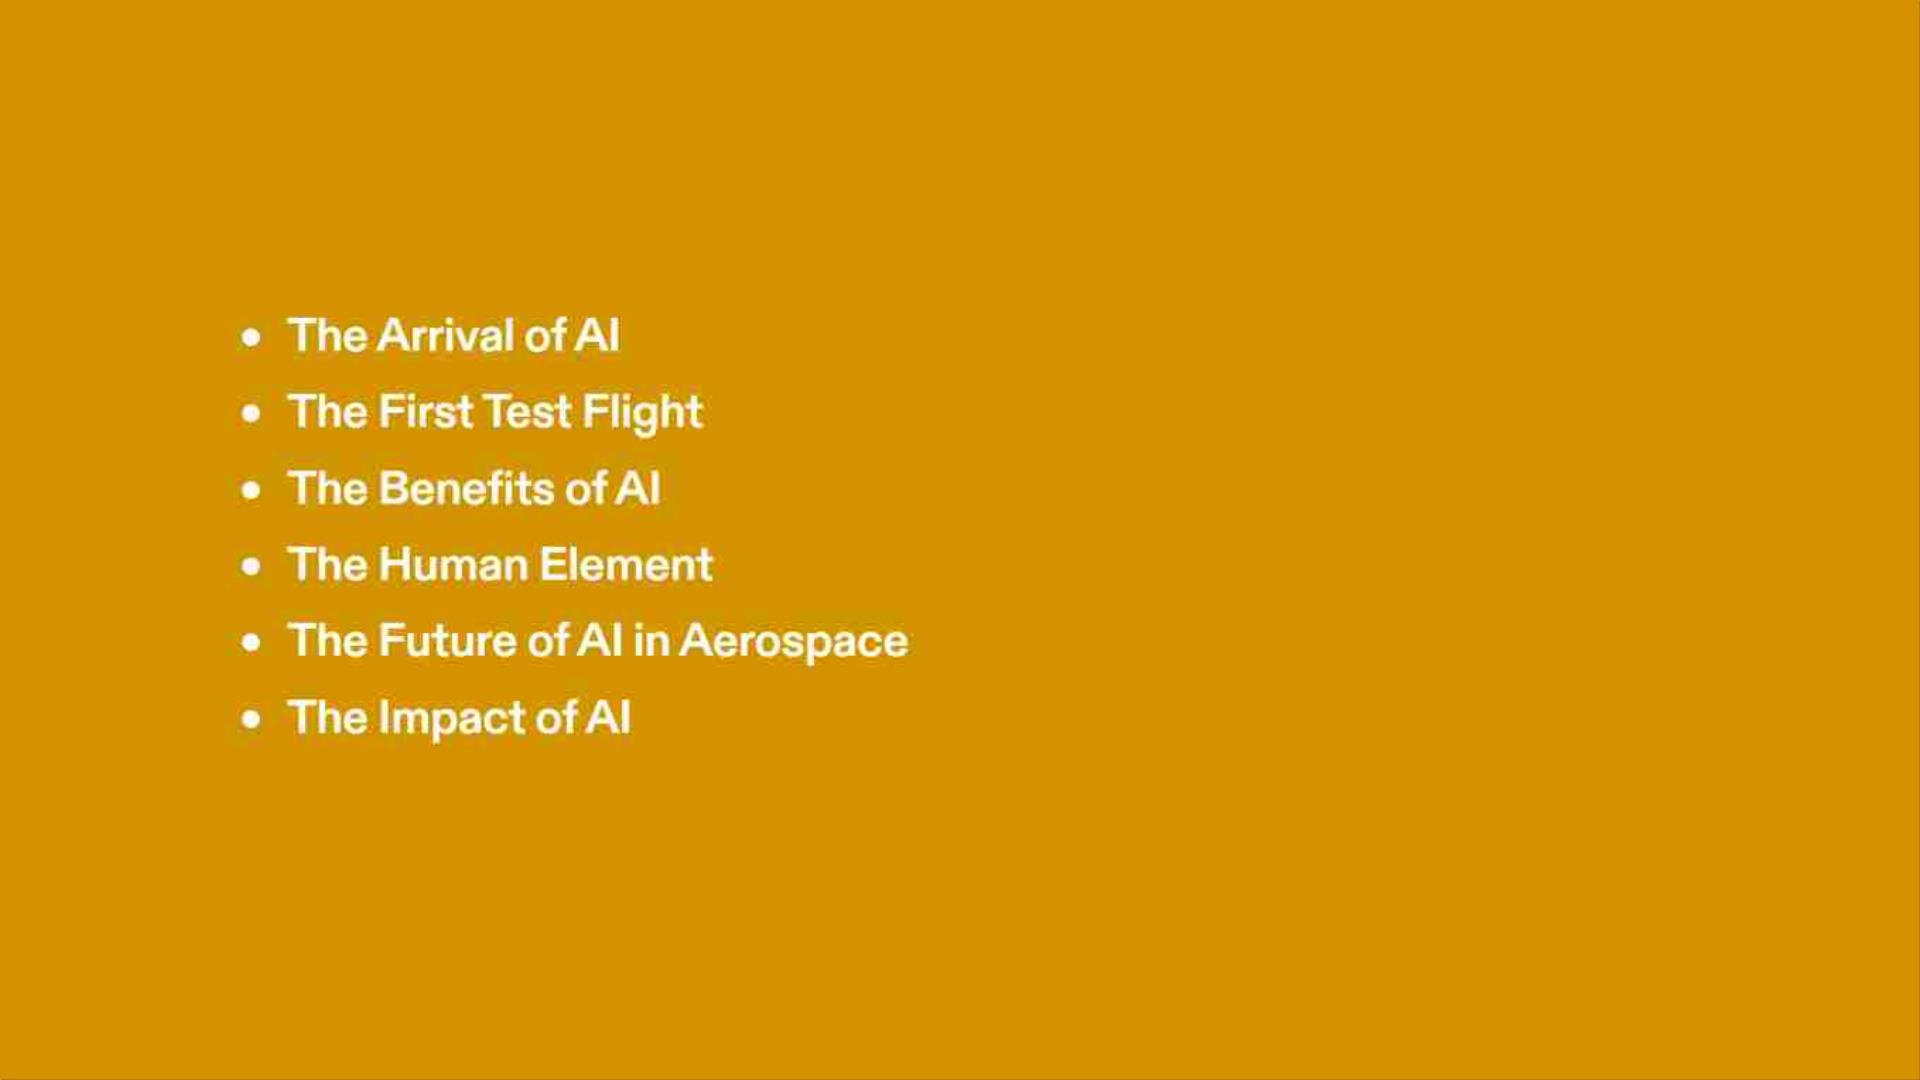 • The Arrival of AI
• The First Test Flight
• The Benefits of AI
• The Human Element
• The Future of AI in Aerospace
• The Impact of AI